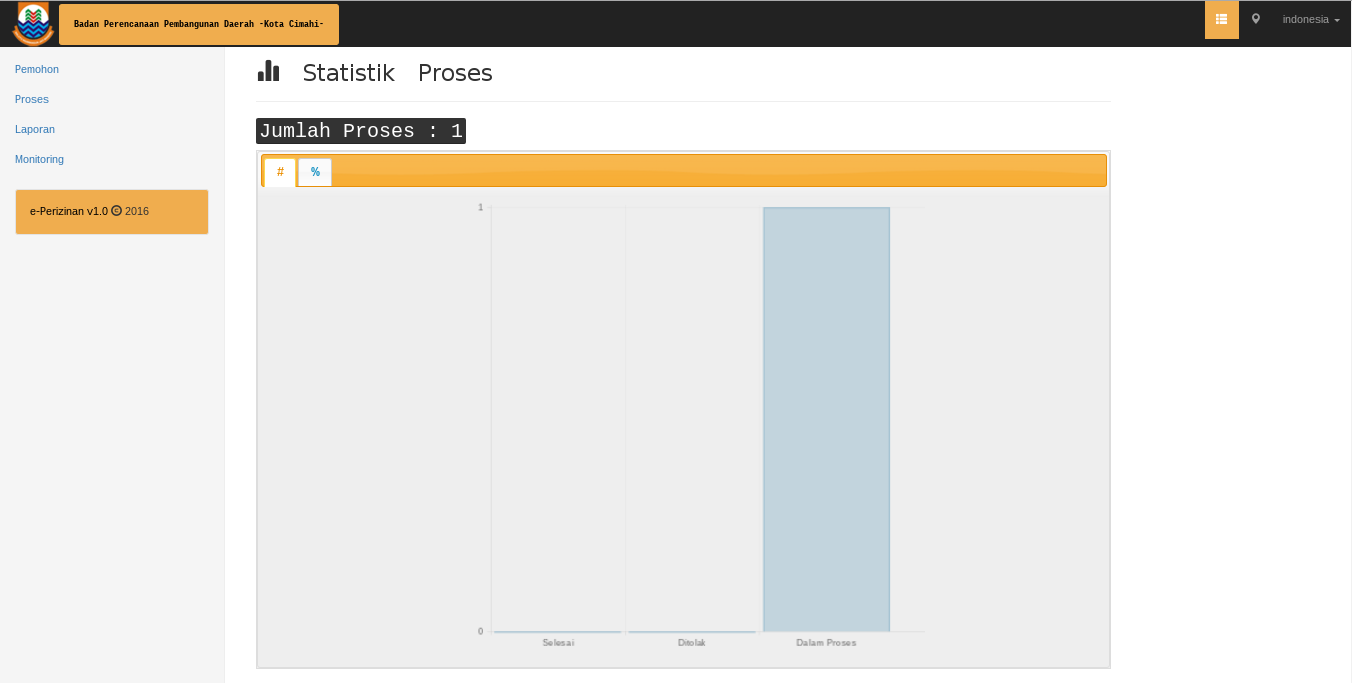 Badan Perencanaan Pembangunan Daerah -Kota Cimahi-
indonesia
Pemohon
Proses
Laporan
Monitoring
e-Perizinan v1.0 © 2016
Statistik Proses
Jumlah Proses : 1
# %
1
0
Selesai Ditolak Dalam Proses